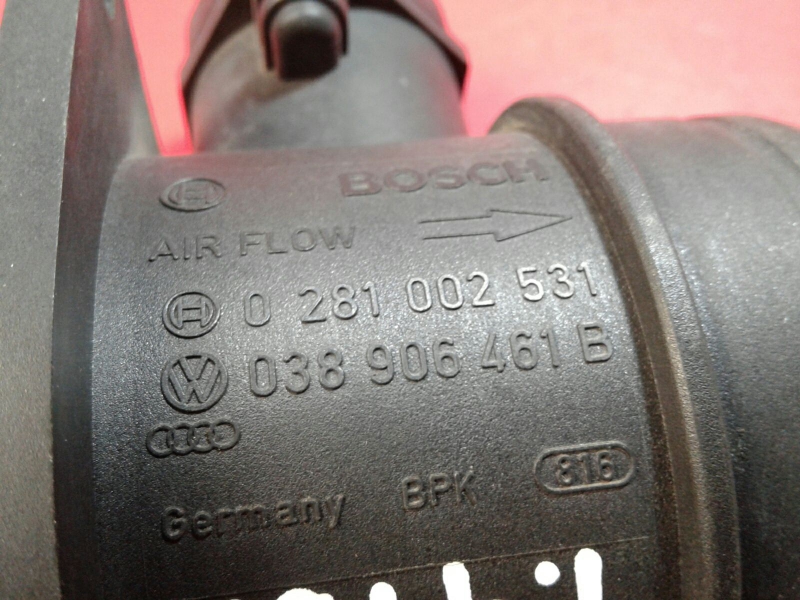 BOSCH
AIR FLOW
0 281 002 531
038 906 461 B
Germany BPK 816